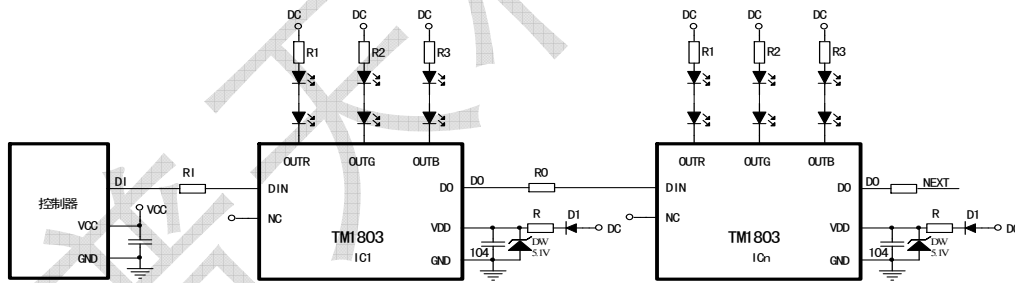 DC DC DC DC DC DC
R1 R2 R3 R1 R2 R3
OUTR OUTG OUTB OUTR OUTG OUTB
控制器 DI RI DIN DO DO RO DIN DO DO NEXT
VCC VCC NC VDD R D1 DC NC VDD R D1 DC
TM1803 TM1803
GND IC1 GND 104 DW 5.1V ICn GND 104 DW 5.1V